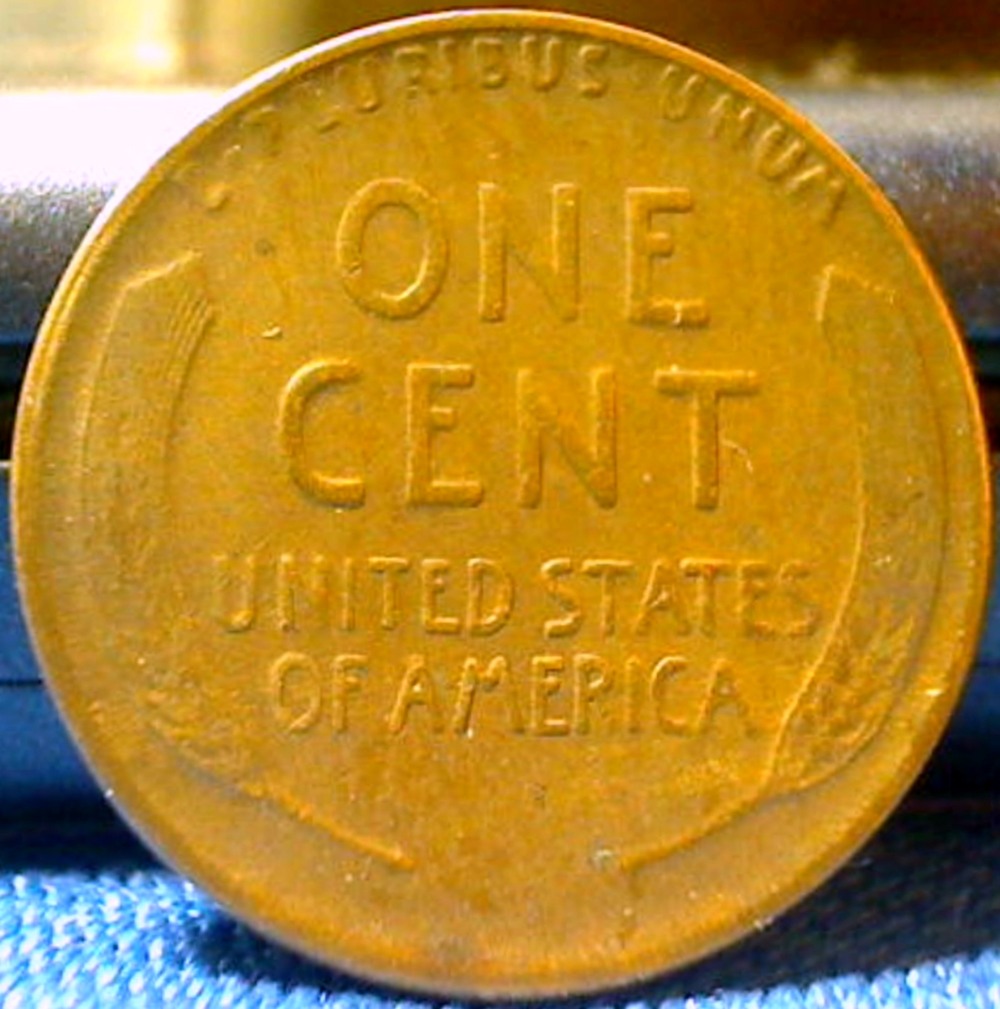 E PLURIBUS UNUM
ONE
CENT
UNITED STATES
OF AMERICA